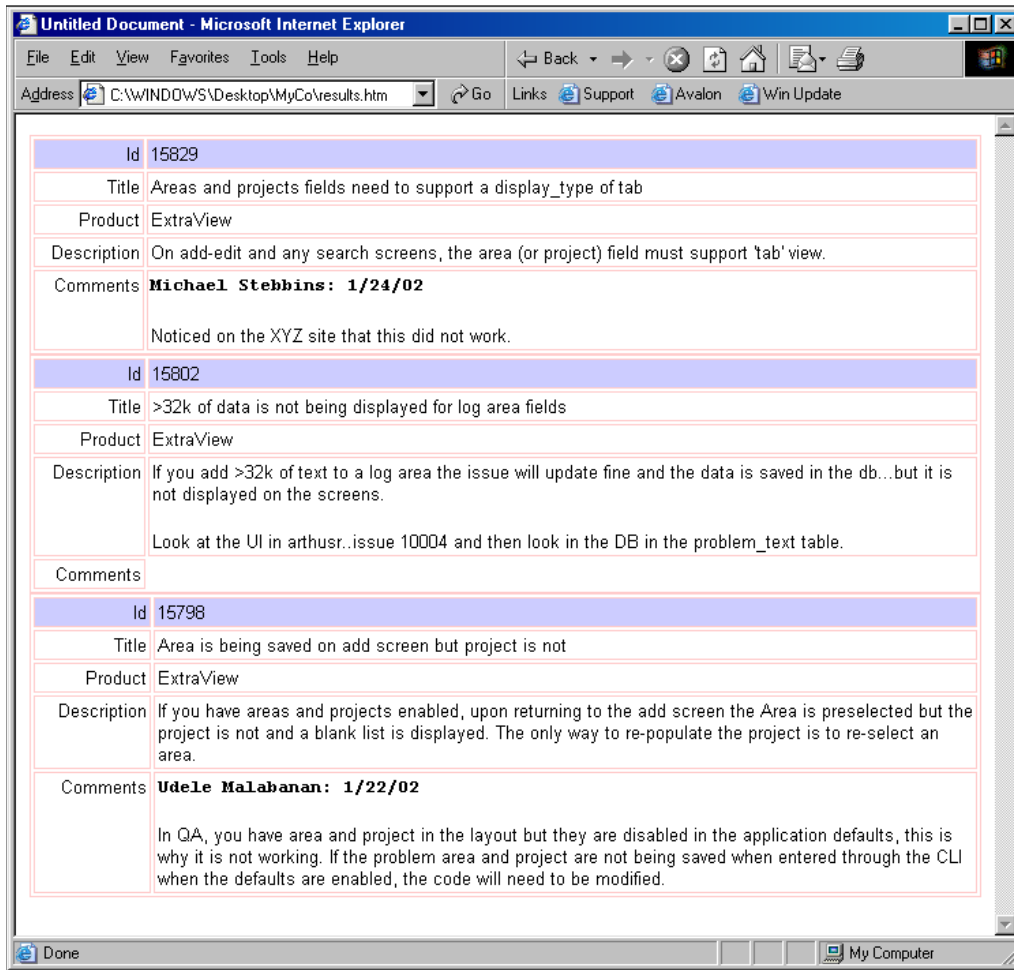 Untitled Document - Microsoft Internet Explorer
File Edit View Favorites Tools Help Back
Address C:\WINDOWS\Desktop\MyCo\results.htm Go Links Support Avalon Win Update
Id 15829
Title Areas and projects fields need to support a display_type of tab
Product ExtraView
Description On add-edit and any search screens, the area (or project) field must support 'tab' view.
Comments Michael Stebbins: 1/24/02
Noticed on the XYZ site that this did not work.
Id 15802
Title >32k of data is not being displayed for log area fields
Product ExtraView
Description If you add >32k of text to a log area the issue will update fine and the data is saved in the db...but it is
not displayed on the screens.
Look at the UI in arthusr..issue 10004 and then look in the DB in the problem_text table.
Comments
Id 15798
Title Area is being saved on add screen but project is not
Product ExtraView
Description If you have areas and projects enabled, upon returning to the add screen the Area is preselected but the
project is not and a blank list is displayed. The only way to re-populate the project is to re-select an
area.
Comments Udele Malabanan: 1/22/02
In QA, you have area and project in the layout but they are disabled in the application defaults, this is
why it is not working. If the problem area and project are not being saved when entered through the CLI
when the defaults are enabled, the code will need to be modified.
Done My Computer